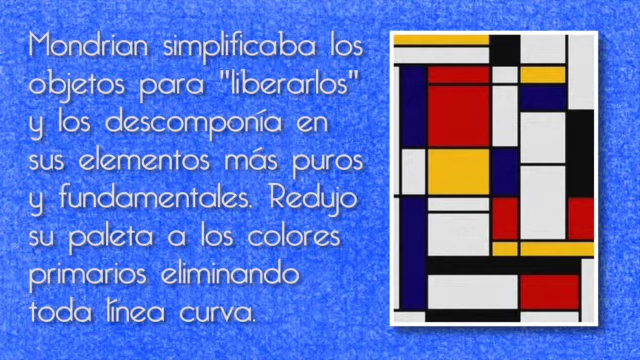 Mondrian simplificaba los
objetos para "liberarlos"
y los descomponía en
sus elementos más puros
y fundamentales. Redujo
su paleta a los colores
primarios eliminando
toda línea curva.